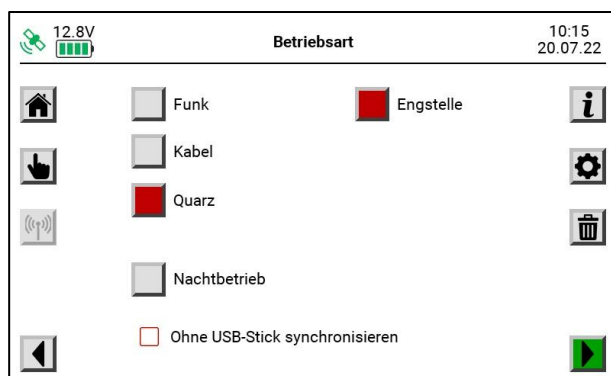 12.8V
Betriebsart
10:15
20.07.22
Funk
Engstelle
i
Kabel
Quarz
Nachtbetrieb
Ohne USB-Stick synchronisieren